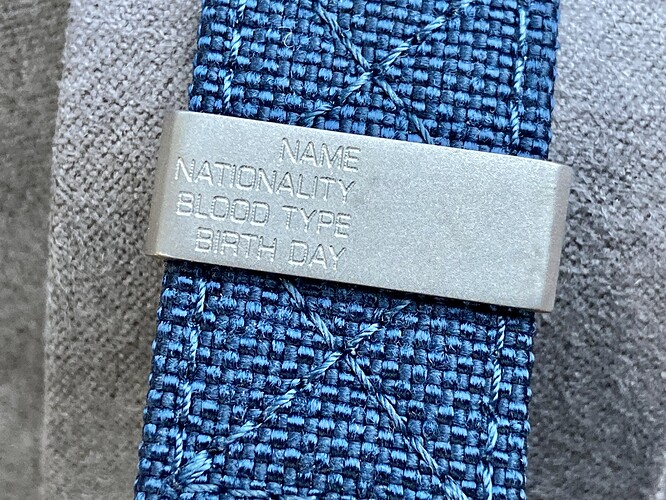 NAME
NATIONALITY
BLOOD TYPE
BIRTH DAY